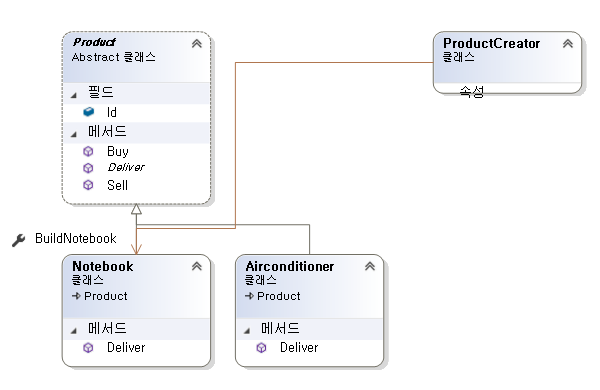 Product
Abstract 클래스
필드
Id
메서드
Buy
Deliver
Sell
ProductCreator
클래스
속성
BuildNotebook
Notebook
클래스
Product
메서드
Deliver
Airconditioner
클래스
Product
메서드
Deliver